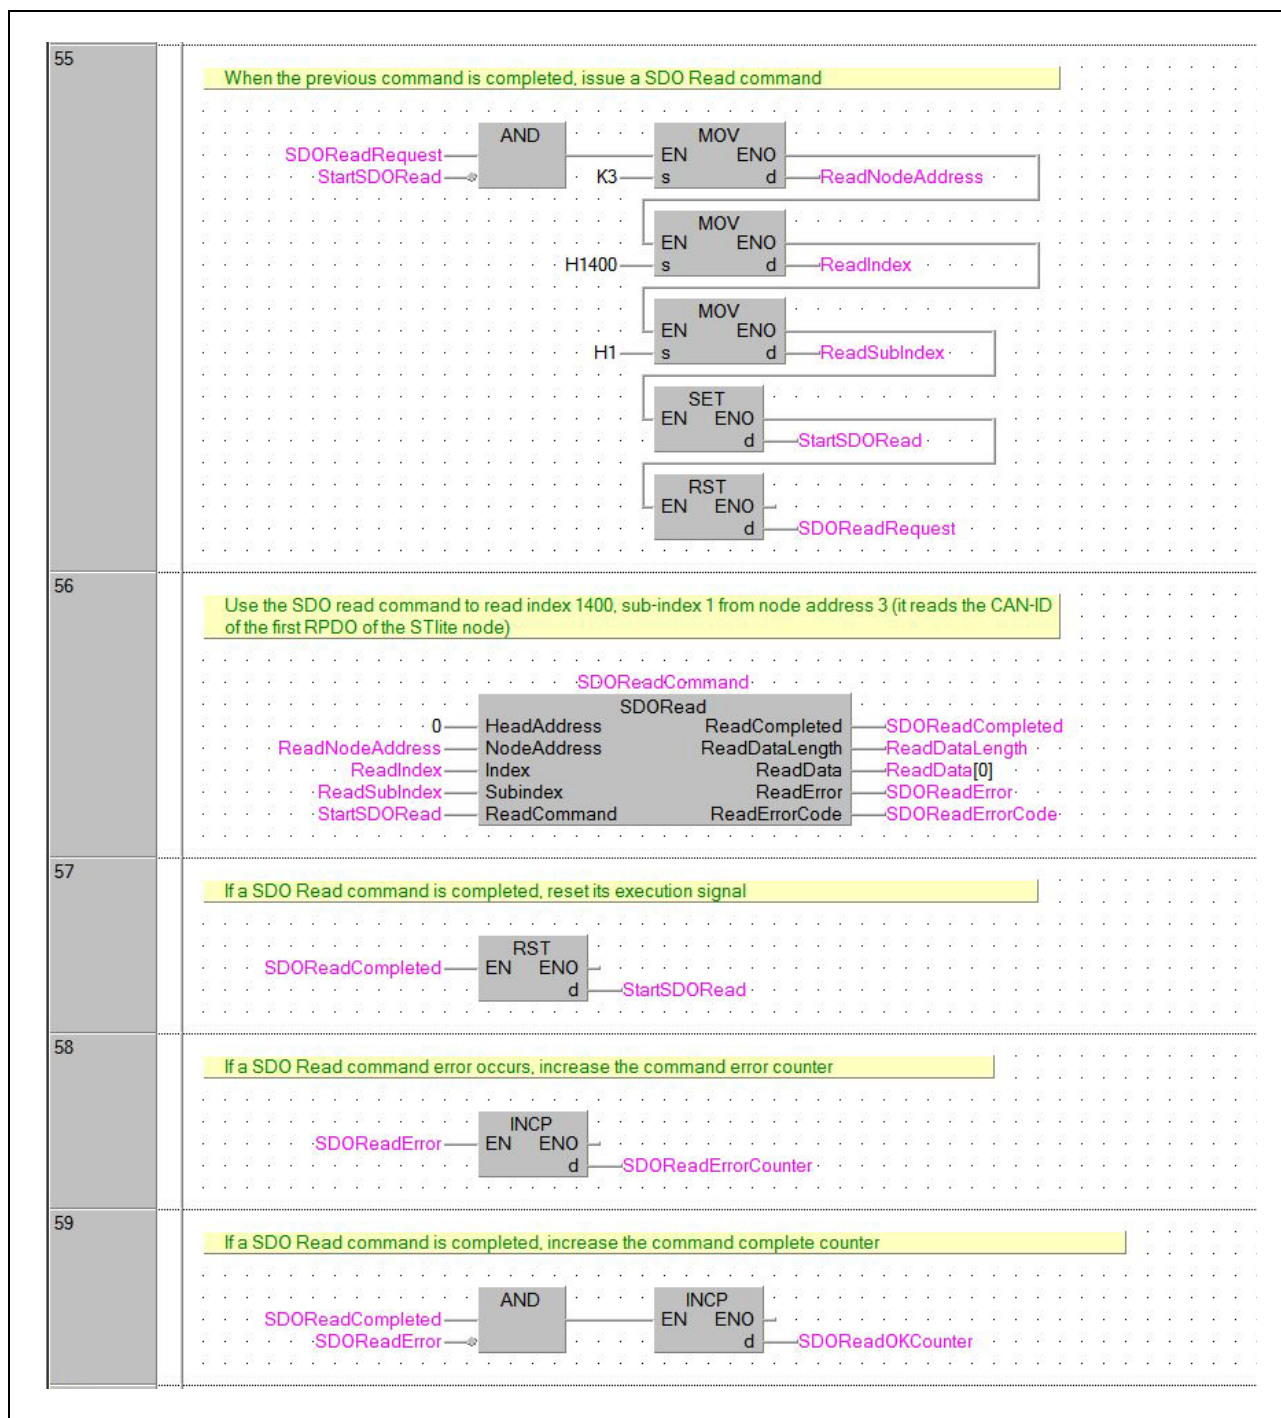 55
When the previous command is completed, issue a SDO Read command
AND MOV
SDOReadRequest EN ENO
StartSDORead K3 s d ReadNodeAddress
MOV
EN ENO
H1400 s d ReadIndex
MOV
EN ENO
H1 s d ReadSubIndex
SET
EN ENO
d StartSDORead
RST
EN ENO
d SDOReadRequest
56
Use the SDO read command to read index 1400, sub-index 1 from node address 3 (it reads the CAN-ID
of the first RPDO of the STlite node)
SDOReadCommand
SDORead
0 HeadAddress ReadCompleted SDOReadCompleted
ReadNodeAddress NodeAddress ReadDataLength ReadDataLength
ReadIndex Index ReadData ReadData[0]
ReadSubIndex Subindex ReadError SDOReadError
StartSDORead ReadCommand ReadErrorCode SDOReadErrorCode
57
If a SDO Read command is completed, reset its execution signal
RST
SDOReadCompleted EN ENO
d StartSDORead
58
If a SDO Read command error occurs, increase the command error counter
INCP
SDOReadError EN ENO
d SDOReadErrorCounter
59
If a SDO Read command is completed, increase the command complete counter
AND INCP
SDOReadCompleted EN ENO
SDOReadError d SDOReadOKCounter